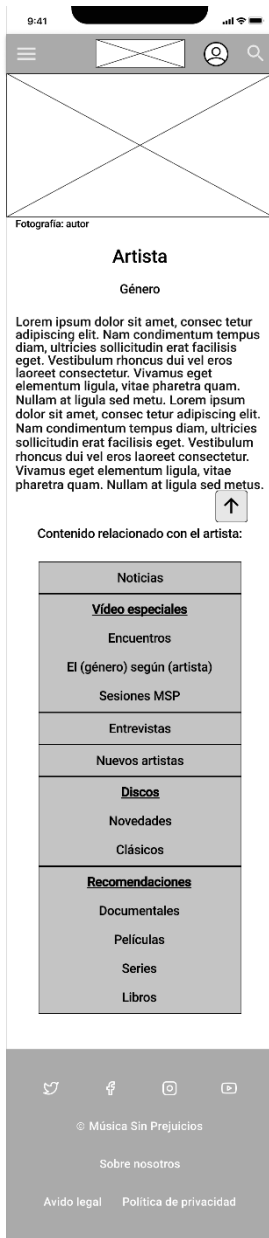 9:41
Fotografía: autor
Artista
Género
Lorem ipsum dolor sit amet, consec tetur
adipiscing elit. Nam condimentum tempus
diam, ultricies sollicitudin erat facilisis
eget. Vestibulum rhoncus dui vel eros
laoreet consectetur. Vivamus eget
elementum ligula, vitae pharetra quam.
Nullam at ligula sed metu. Lorem ipsum
dolor sit amet, consec tetur adipiscing elit.
Nam condimentum tempus diam, ultricies
sollicitudin erat facilisis eget. Vestibulum
rhoncus dui vel eros laoreet consectetur.
Vivamus eget elementum ligula, vitae
pharetra quam. Nullam at ligula sed metus.
Contenido relacionado con el artista:
Noticias
Vídeo especiales
Encuentros
El (género) según (artista)
Sesiones MSP
Entrevistas
Nuevos artistas
Discos
Novedades
Clásicos
Recomendaciones
Documentales
Películas
Series
Libros
© Música Sin Prejuicios
Sobre nosotros
Avido legal Política de privacidad